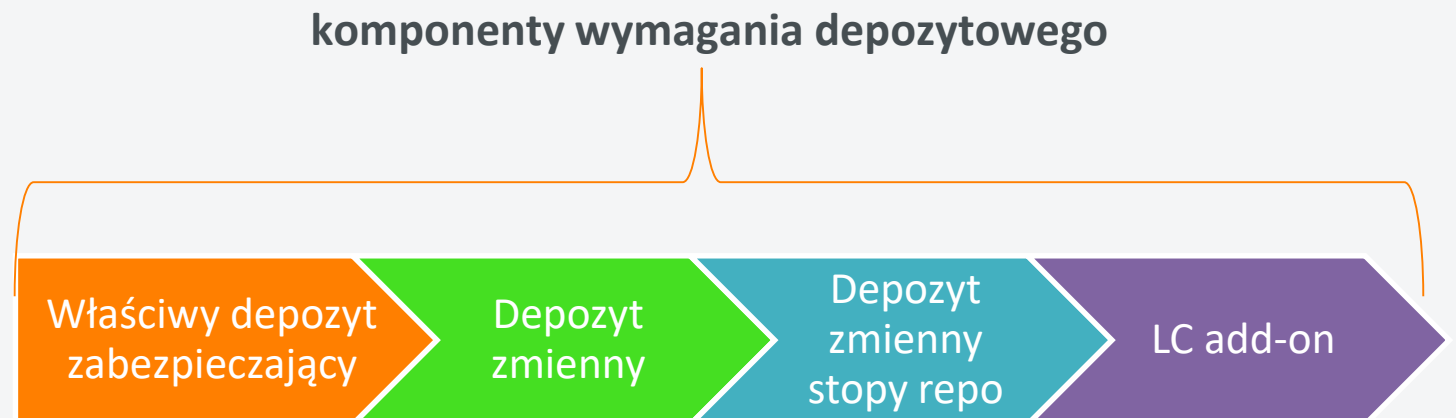 komponenty wymagania depozytowego
Właściwy depozyt
zabezpieczający
Depozyt
zmienny
Depozyt
zmienny
stopy repo
LC add-on